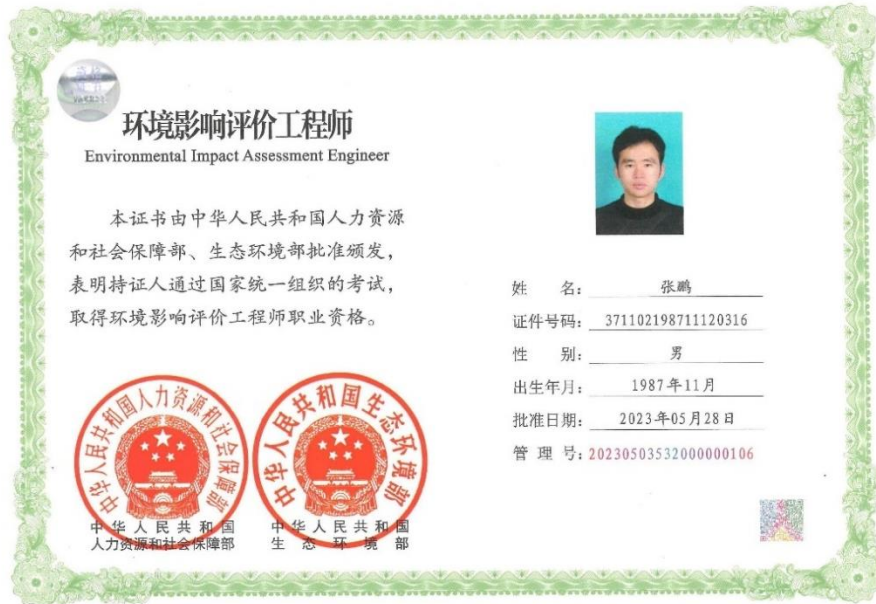 环境影响评价工程师
Environmental Impact Assessment Engineer
本证书由中华人民共和国人力资源
和社会保障部、生态环境部批准颁发，
表明持证人通过国家统一组织的考试，
取得环境影响评价工程师职业资格。
中华人民共和国人力资源和社会保障部
中华人民共和国生态环境部
中华人民共和国
人力资源和社会保障部
中华人民共和国
生态环境部
姓名：张鹏
证件号码：371102198711120316
性别：男
出生年月：1987年11月
批准日期：2023年05月28日
管理号：20230503532000000106